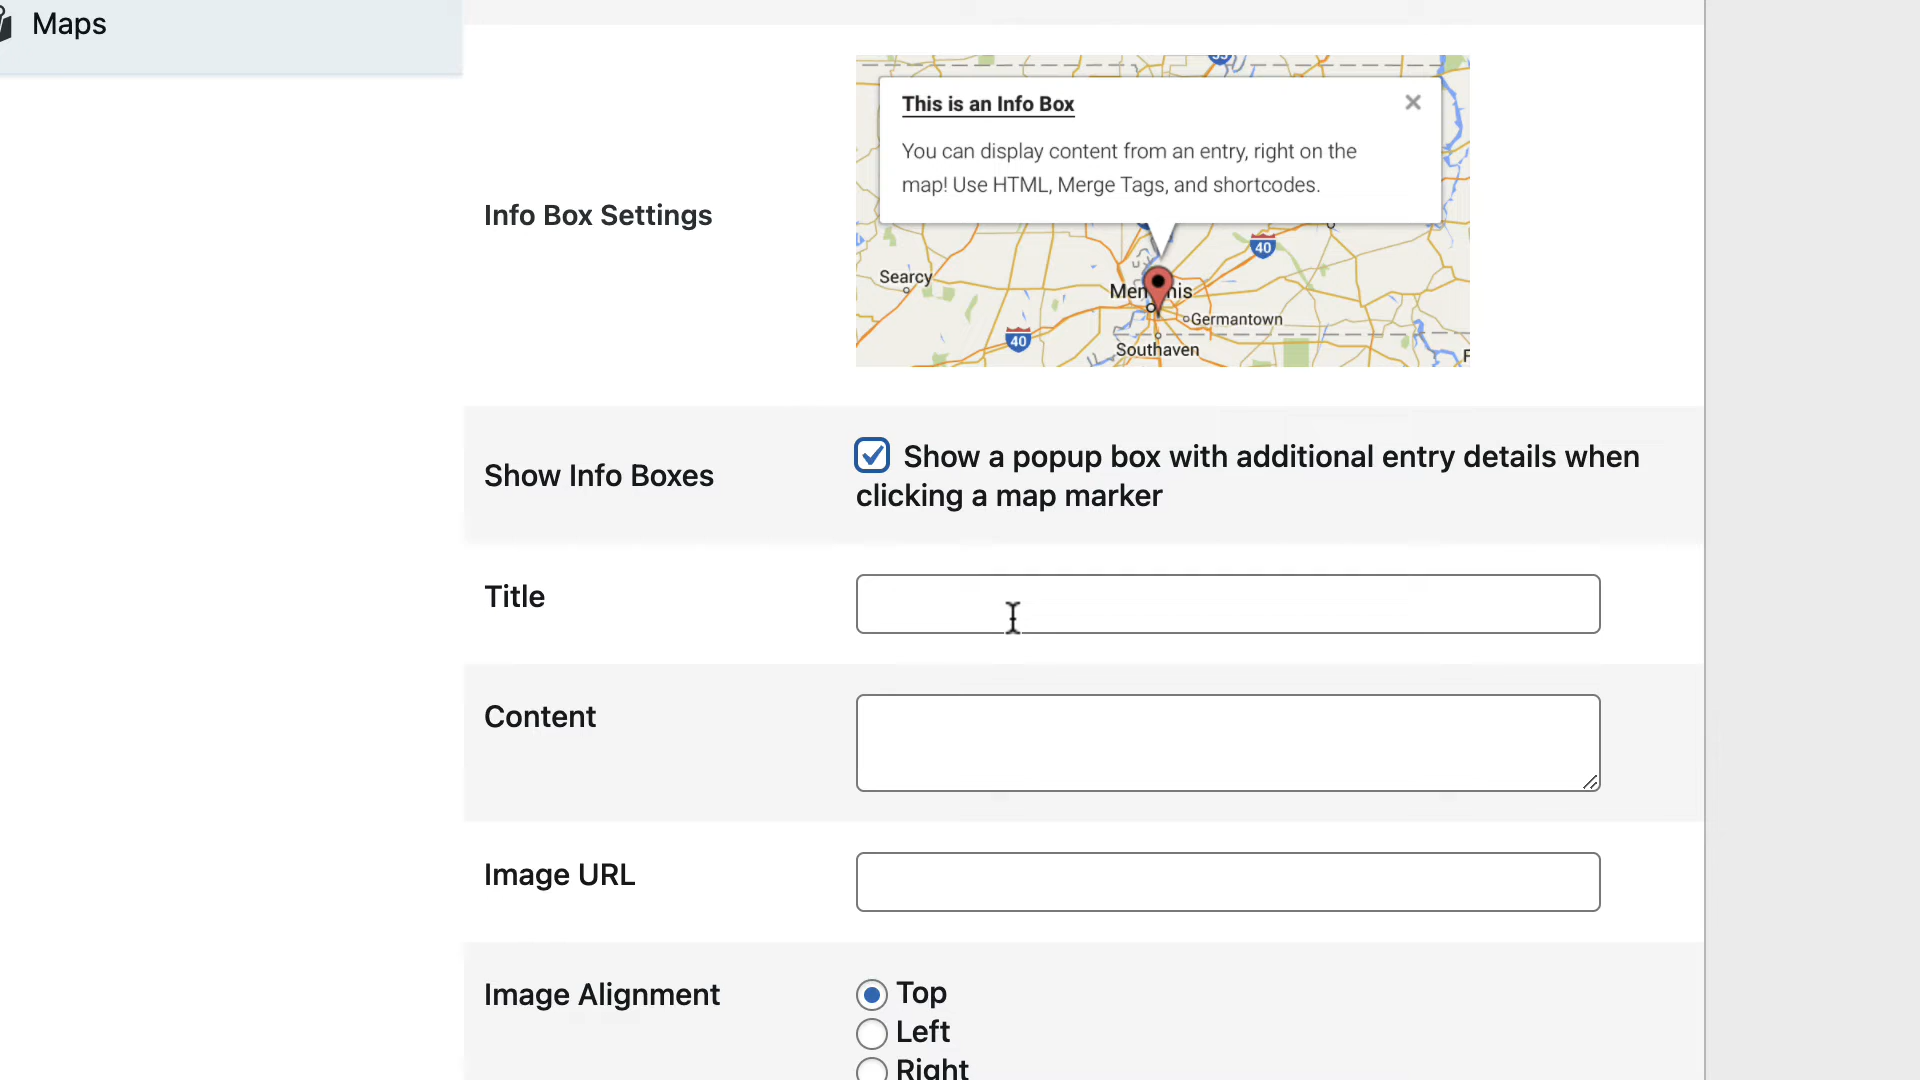 Maps
55
This is an Info Box
You can display content from an entry, right on the
map! Use HTML, Merge Tags, and shortcodes.
Info Box Settings
40
Searcy
Memphis
Germantown
40
Southaven
F
Show Info Boxes
Show a popup box with additional entry details when
clicking a map marker
Title
Content
Image URL
Image Alignment
Top
Left
Right